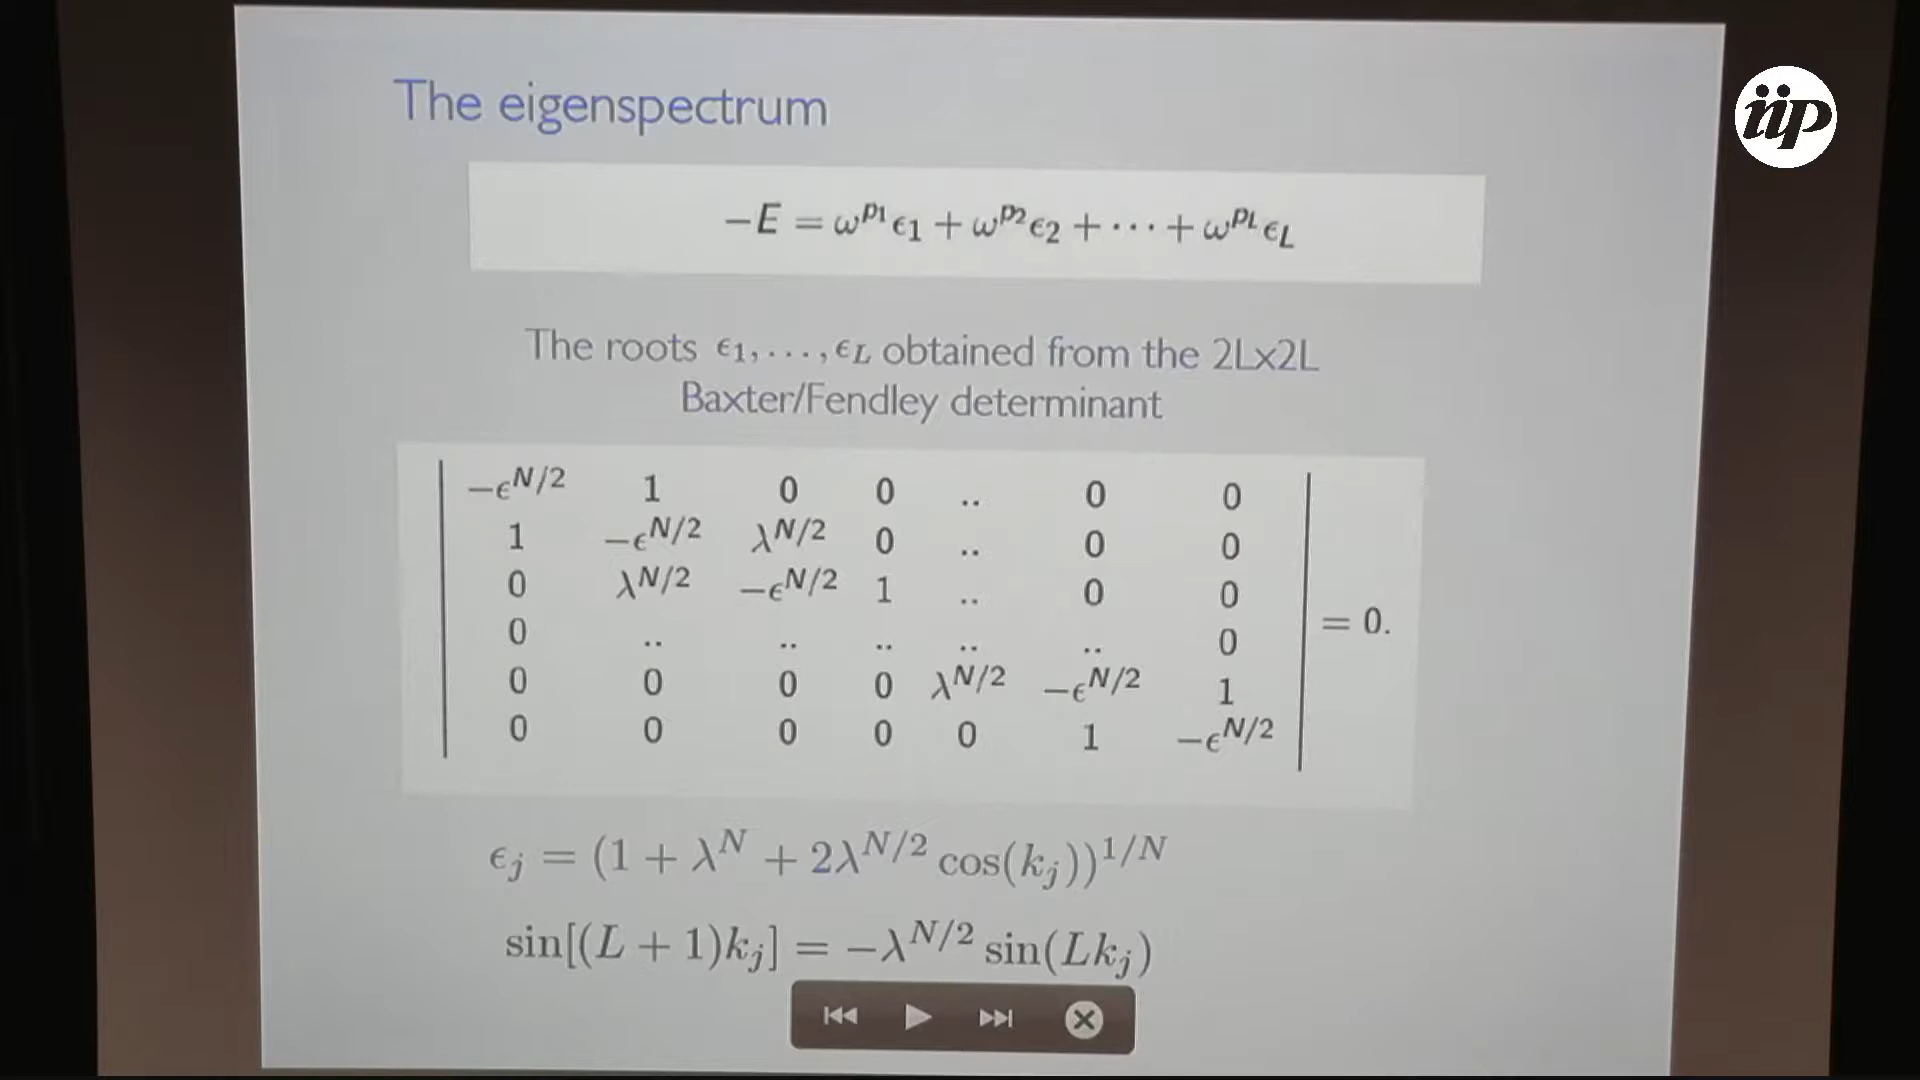 The eigenspectrum
iip
−E = ω^{p_1} ϵ_1 + ω^{p_2} ϵ_2 + ··· + ω^{p_L} ϵ_L
The roots ϵ_1, . . . , ϵ_L obtained from the 2Lx2L
Baxter/Fendley determinant
−ϵ^{N/2} 1 0 0 .. 0 0
1 −ϵ^{N/2} λ^{N/2} 0 .. 0 0
0 λ^{N/2} −ϵ^{N/2} 1 .. 0 0
0 .. .. .. .. .. 0
= 0.
0 0 0 0 λ^{N/2} −ϵ^{N/2} 1
0 0 0 0 0 1 −ϵ^{N/2}
ϵ_j = (1 + λ^N + 2λ^{N/2} cos(k_j))^{1/N}
sin[(L + 1)k_j] = −λ^{N/2} sin(Lk_j)